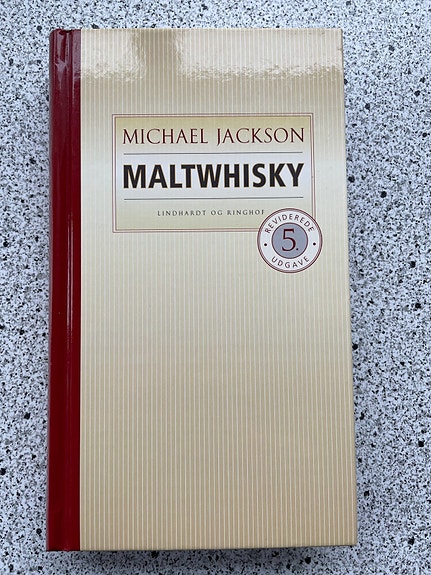 MICHAEL JACKSON
MALTWHISKY
LINDHARDT OG RINGHOF
REVIDEREDE
5.
UDGAVE